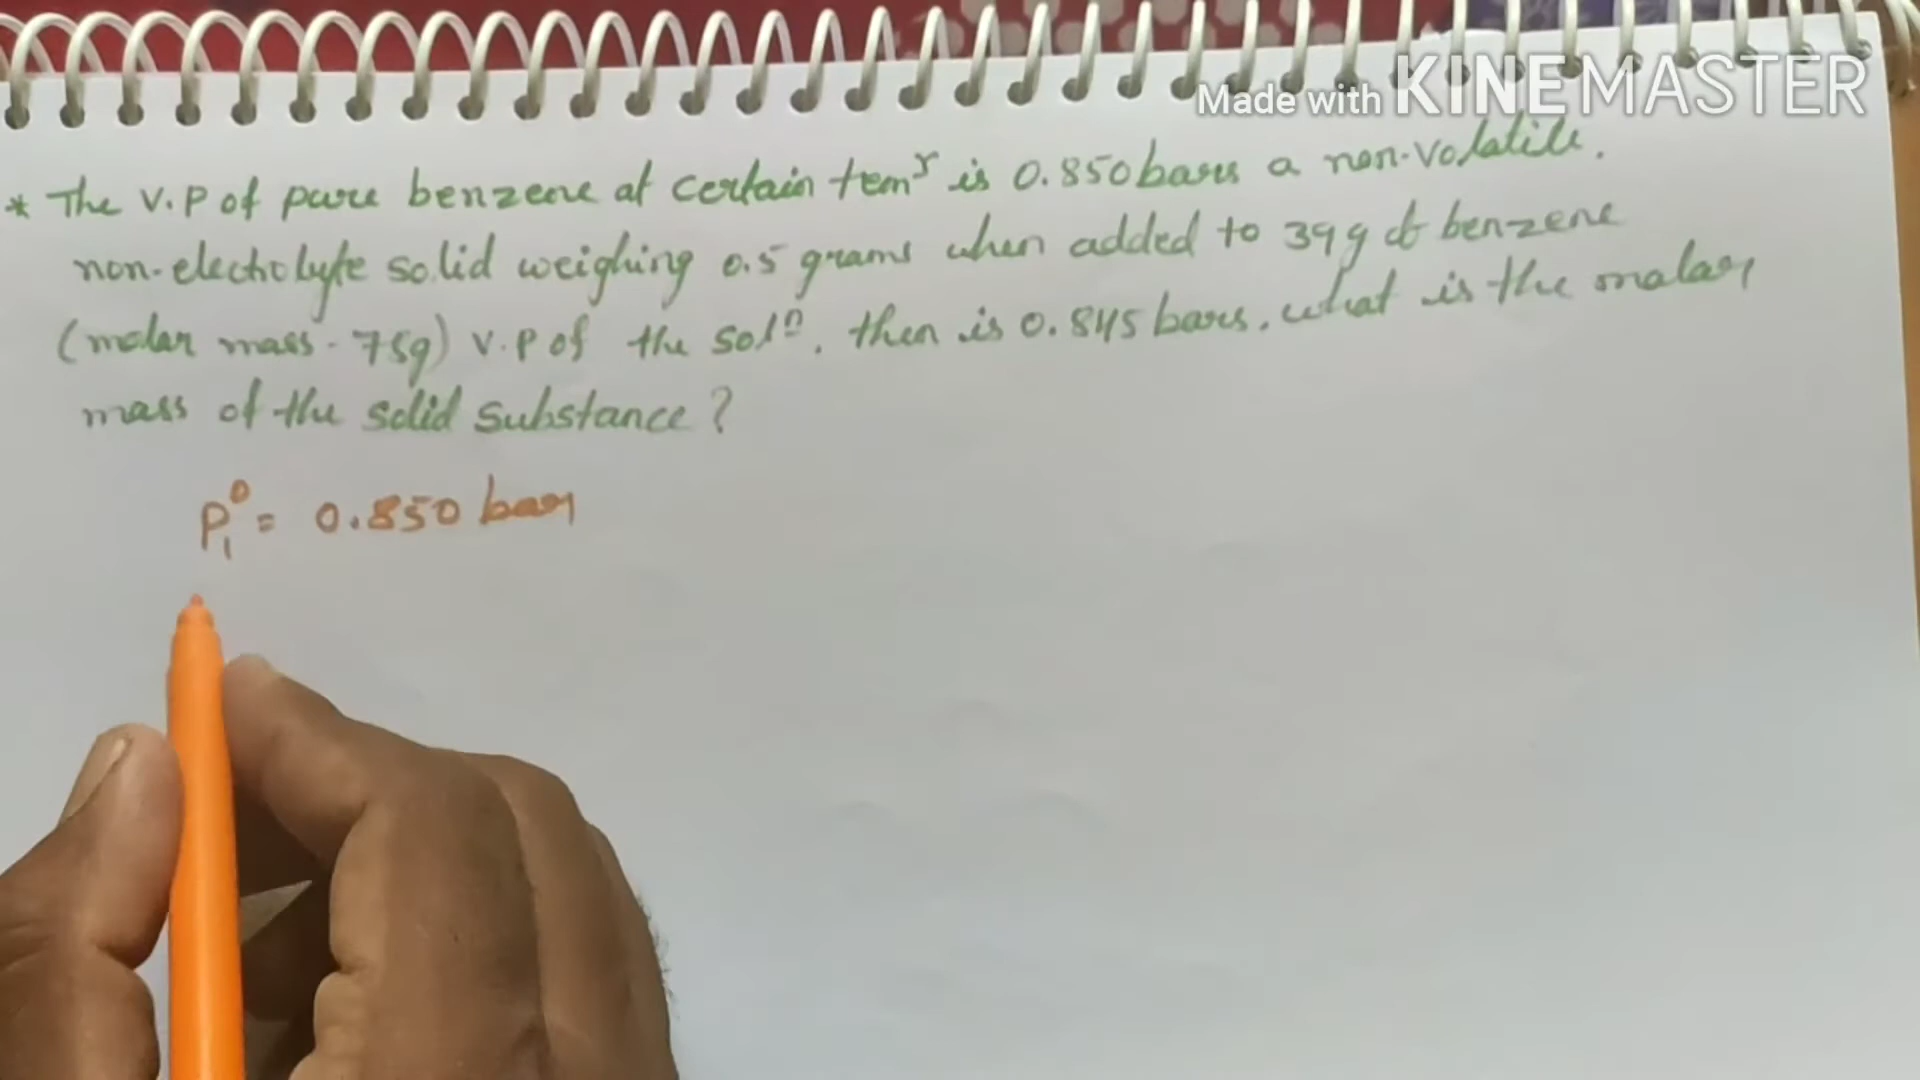 Made with KINEMASTER
* The V.P of pure benzene at certain temʳ is 0.850 bars a non-volatile.
non-electrolyte solid weighing 0.5 grams when added to 39 g of benzene
(molar mass - 78g) V.P of the solⁿ. then is 0.845 bars. what is the molar
mass of the solid substance?
P₁⁰ = 0.850 bar